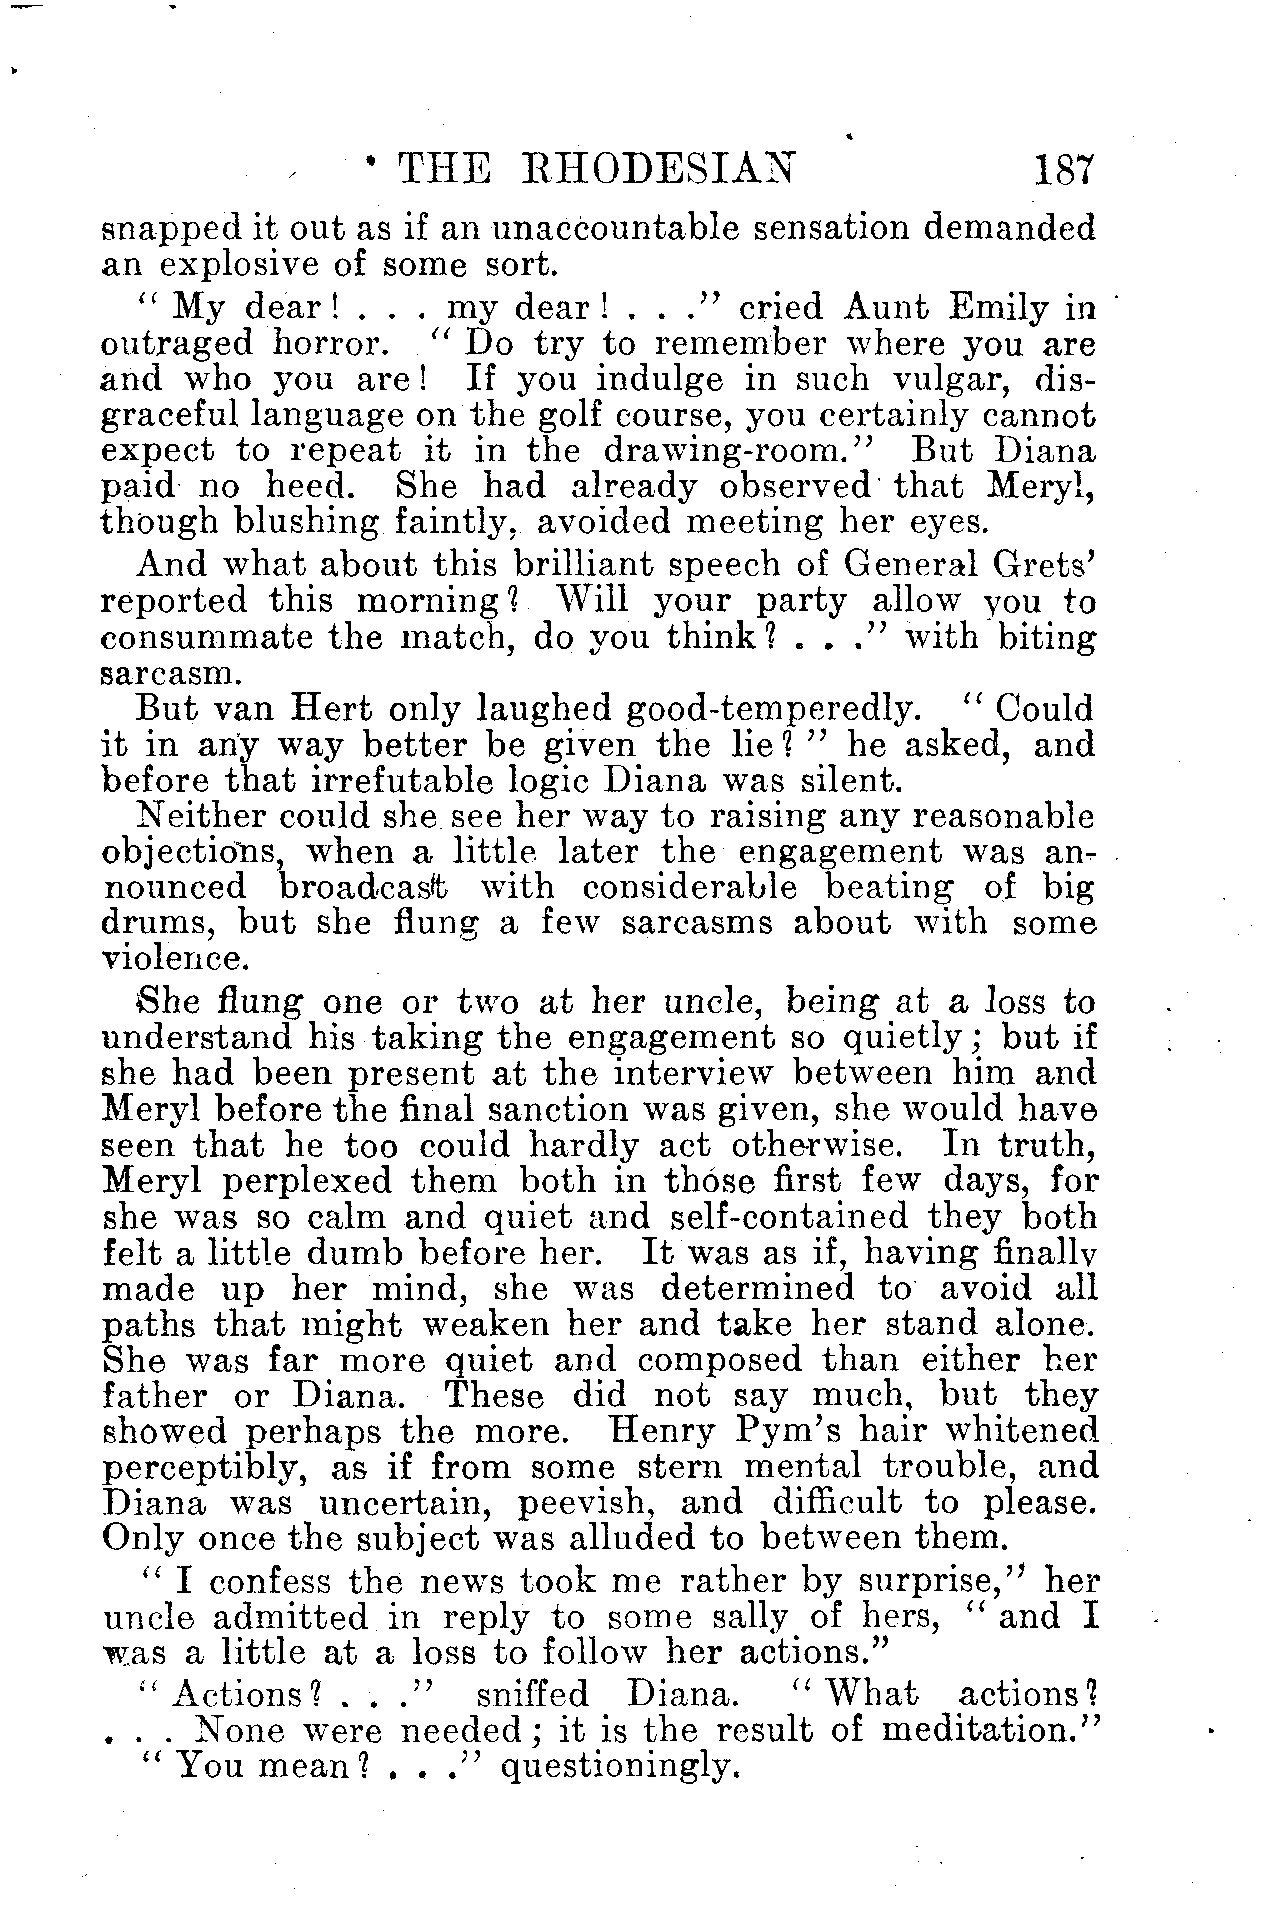 THE RHODESIAN 187
snapped it out as if an unaccountable sensation demanded
an explosive of some sort.
" My dear ! . . . my dear ! . . ." cried Aunt Emily in
outraged horror. " Do try to remember where you are
and who you are ! If you indulge in such vulgar, dis-
graceful language on the golf course, you certainly cannot
expect to repeat it in the drawing-room." But Diana
paid no heed. She had already observed that Meryl,
though blushing faintly, avoided meeting her eyes.
And what about this brilliant speech of General Grets'
reported this morning ? Will your party allow you to
consummate the match, do you think ? . . ." with biting
sarcasm.
But van Hert only laughed good-temperedly. " Could
it in any way better be given the lie ? " he asked, and
before that irrefutable logic Diana was silent.
Neither could she see her way to raising any reasonable
objections, when a little later the engagement was an-
nounced broadcast with considerable beating of big
drums, but she flung a few sarcasms about with some
violence.
She flung one or two at her uncle, being at a loss to
understand his taking the engagement so quietly ; but if
she had been present at the interview between him and
Meryl before the final sanction was given, she would have
seen that he too could hardly act otherwise. In truth,
Meryl perplexed them both in those first few days, for
she was so calm and quiet and self-contained they both
felt a little dumb before her. It was as if, having finally
made up her mind, she was determined to avoid all
paths that might weaken her and take her stand alone.
She was far more quiet and composed than either her
father or Diana. These did not say much, but they
showed perhaps the more. Henry Pym's hair whitened
perceptibly, as if from some stern mental trouble, and
Diana was uncertain, peevish, and difficult to please.
Only once the subject was alluded to between them.
" I confess the news took me rather by surprise," her
uncle admitted in reply to some sally of hers, " and I
was a little at a loss to follow her actions."
" Actions ? . . ." sniffed Diana. " What actions ?
. . . None were needed ; it is the result of meditation."
" You mean ? . . ." questioningly.